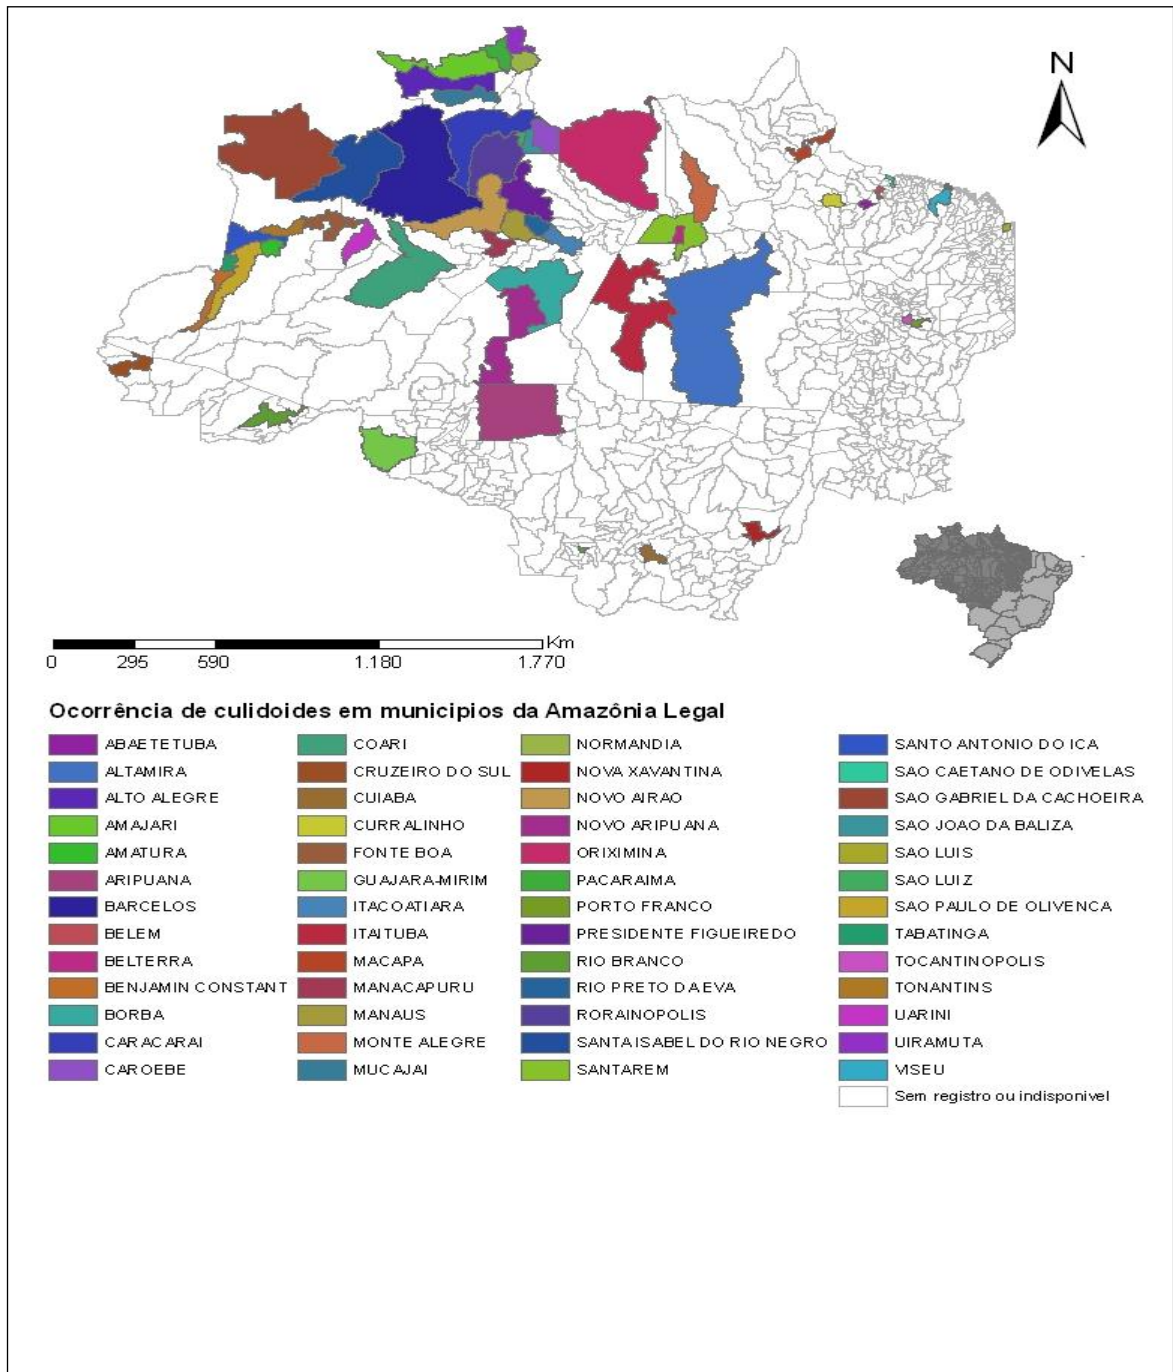 N
Km
0 295 590 1.180 1.770
Ocorrência de culidoides em municipios da Amazônia Legal
ABAETETUBA
ALTAMIRA
ALTO ALEGRE
AMAJARI
AMATURA
ARIPUANA
BARCELOS
BELEM
BELTERRA
BENJAMIN CONSTANT
BORBA
CARACARAI
CAROEBE
COARI
CRUZEIRO DO SUL
CUIABA
CURRALINHO
FONTE BOA
GUAJARA-MIRIM
ITACOATIARA
ITAITUBA
MACAPA
MANACAPURU
MANAUS
MONTE ALEGRE
MUCAJAI
NORMANDIA
NOVA XAVANTINA
NOVO AIRAO
NOVO ARIPUANA
ORIXIMINA
PACARAIMA
PORTO FRANCO
PRESIDENTE FIGUEIREDO
RIO BRANCO
RIO PRETO DA EVA
RORAINOPOLIS
SANTA ISABEL DO RIO NEGRO
SANTAREM
SANTO ANTONIO DO ICA
SAO CAETANO DE ODIVELAS
SAO GABRIEL DA CACHOEIRA
SAO JOAO DA BALIZA
SAO LUIS
SAO LUIZ
SAO PAULO DE OLIVENCA
TABATINGA
TOCANTINOPOLIS
TONANTINS
UARINI
UIRAMUTA
VISEU
Sem registro ou indisponivel